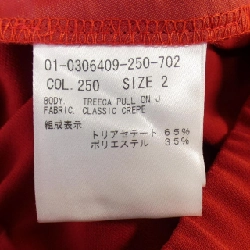 01-0306409-250-702
COL. 250 SIZE 2
BODY. TREECA PULL ON J
FABRIC. CLASSIC CREPE
組成表示
トリアセテート 65%
ポリエステル 35%